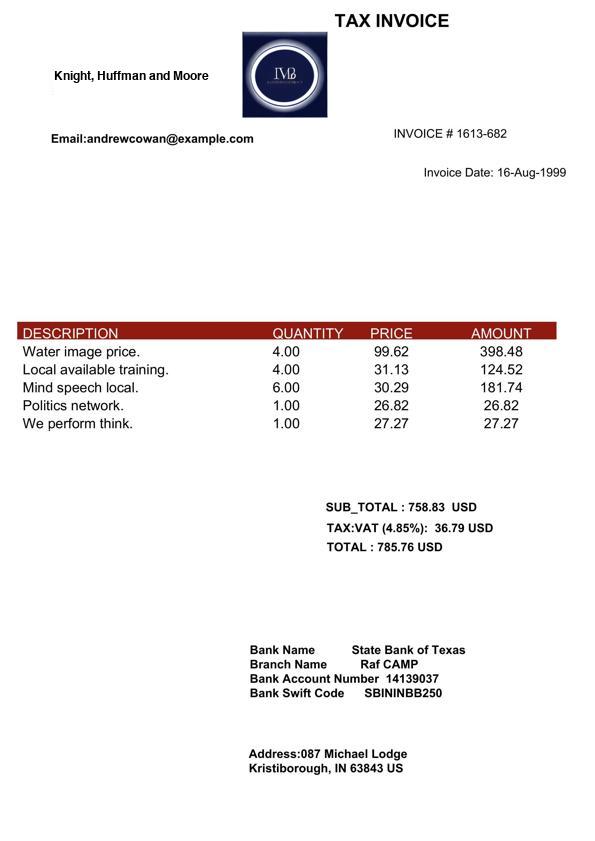 TAX INVOICE
Knight, Huffman and Moore
Email:andrewcowan@example.com
INVOICE # 1613-682
Invoice Date: 16-Aug-1999
DESCRIPTION QUANTITY PRICE AMOUNT
Water image price. 4.00 99.62 398.48
Local available training. 4.00 31.13 124.52
Mind speech local. 6.00 30.29 181.74
Politics network. 1.00 26.82 26.82
We perform think. 1.00 27.27 27.27
SUB_TOTAL : 758.83 USD
TAX:VAT (4.85%): 36.79 USD
TOTAL : 785.76 USD
Bank Name State Bank of Texas
Branch Name Raf CAMP
Bank Account Number 14139037
Bank Swift Code SBININBB250
Address:087 Michael Lodge
Kristiborough, IN 63843 US